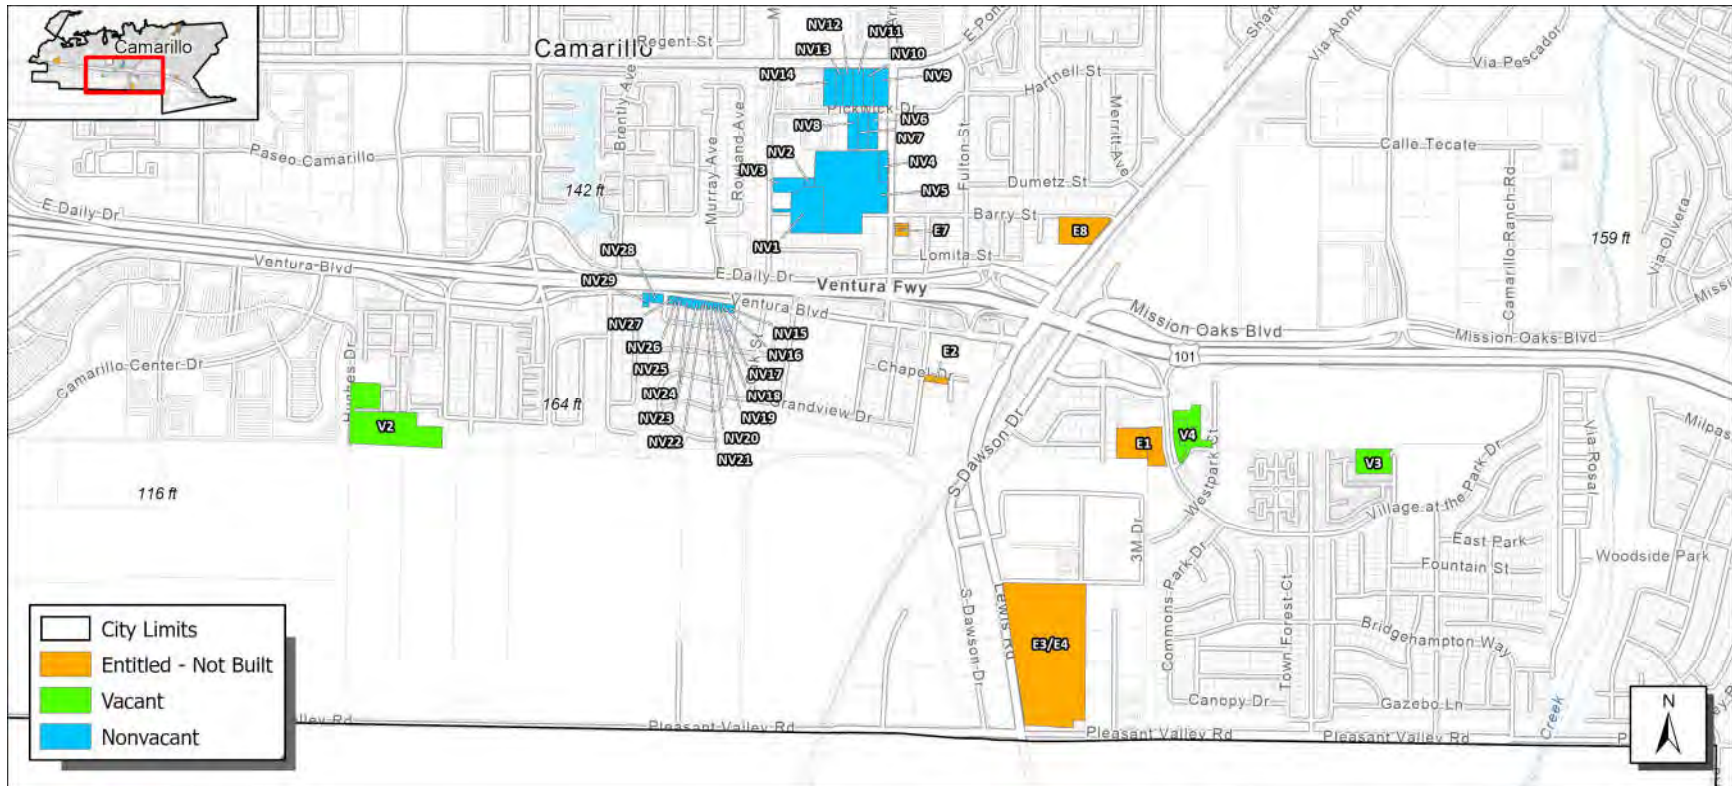 Camarillo
Camarillo
Regent St
NV12
NV11
NV13
NV10
NV14
NV9
Hartnell St
Pickwick Dr
NV8
NV6
NV7
NV2
NV3
NV4
NV5
NV1
Brently Ave
Murray Ave
Rowland Ave
Fulton St
Merritt Ave
Dumetz St
Barry St
E7
E8
Lomita St
Via Pescador
Calle Tecate
Camarillo Ranch Rd
Via Olivera
159 ft
Paseo Camarillo
142 ft
E Daily Dr
Ventura Blvd
NV28
NV29
E Daily Dr
Ventura Fwy
Ventura Blvd
Mission Oaks Blvd
Mission Oaks Blvd
101
NV27
NV15
NV26
NV16
NV25
NV17
NV24
NV18
NV23
NV19
NV22
NV20
NV21
E2
Chapel Dr
Grandview Dr
Camarillo Center Dr
Hughes Dr
V2
164 ft
116 ft
S Dawson Dr
E1
V4
V3
Westpark Ct
Village at the Park Dr
Via Rosal
East Park
Fountain St
Woodside Park
3M Dr
Commons Park Dr
Town Forest Ct
Bridgehampton Way
Canopy Dr
Gazebo Ln
Creek
S Dawson Dr
Lewis Rd
E3/E4
Pleasant Valley Rd
Pleasant Valley Rd
Pleasant Valley Rd
City Limits
Entitled - Not Built
Vacant
Nonvacant
N